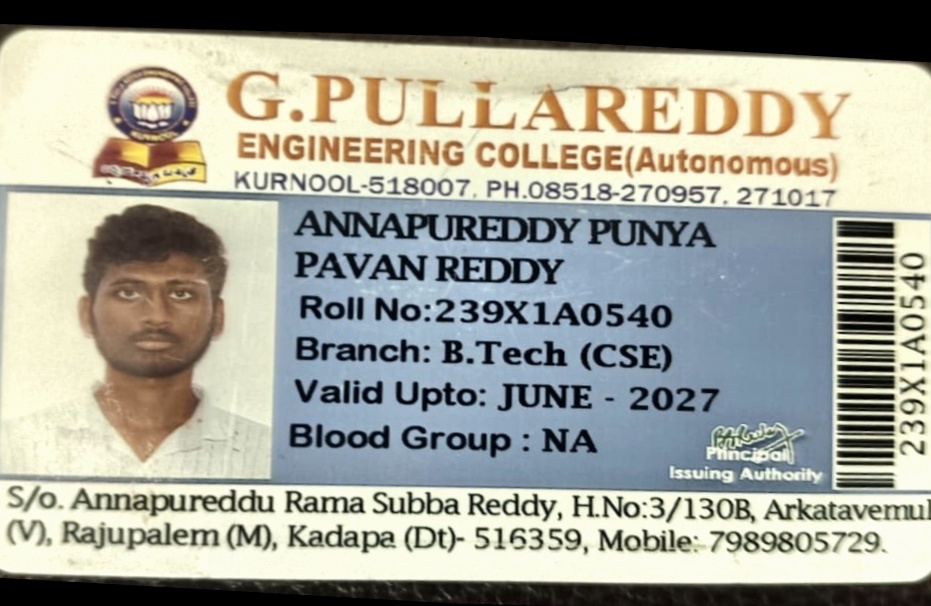 G.PULLAREDDY
ENGINEERING COLLEGE(Autonomous)
KURNOOL-518007. PH.08518-270957. 271017
ANNAPUREDDY PUNYA
PAVAN REDDY
Roll No:239X1A0540
Branch: B.Tech (CSE)
Valid Upto: JUNE - 2027
Blood Group : NA
Principal
Issuing Authority
239X1A0540
S/o. Annapureddu Rama Subba Reddy, H.No:3/130B, Arkatavemul
(V), Rajupalem (M), Kadapa (Dt)- 516359, Mobile: 7989805729.